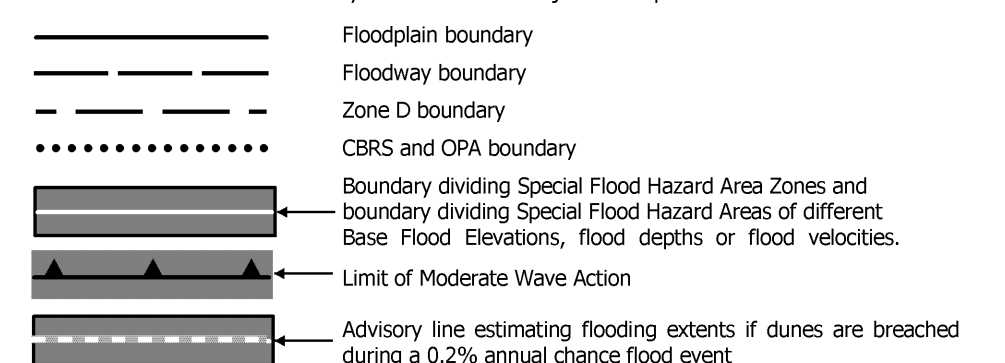 Floodplain boundary
Floodway boundary
Zone D boundary
CBRS and OPA boundary
Boundary dividing Special Flood Hazard Area Zones and
boundary dividing Special Flood Hazard Areas of different
Base Flood Elevations, flood depths or flood velocities.
Limit of Moderate Wave Action
Advisory line estimating flooding extents if dunes are breached
during a 0.2% annual chance flood event